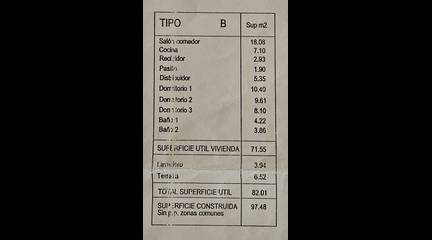 TIPO B Sup m2
Salón comedor 18.08
Cocina 7.10
Recibidor 2.93
Pasillo 1.90
Distribuidor 5.35
Dormitorio 1 10.40
Dormitorio 2 9.61
Dormitorio 3 8.10
Baño 1 4.22
Baño 2 3.86
SUPERFICIE UTIL VIVIENDA 71.55
Lavadero 3.94
Terraza 6.52
TOTAL SUPERFICIE UTIL 82.01
SUPERFICIE CONSTRUIDA 97.48
Sin p.p. zonas comunes